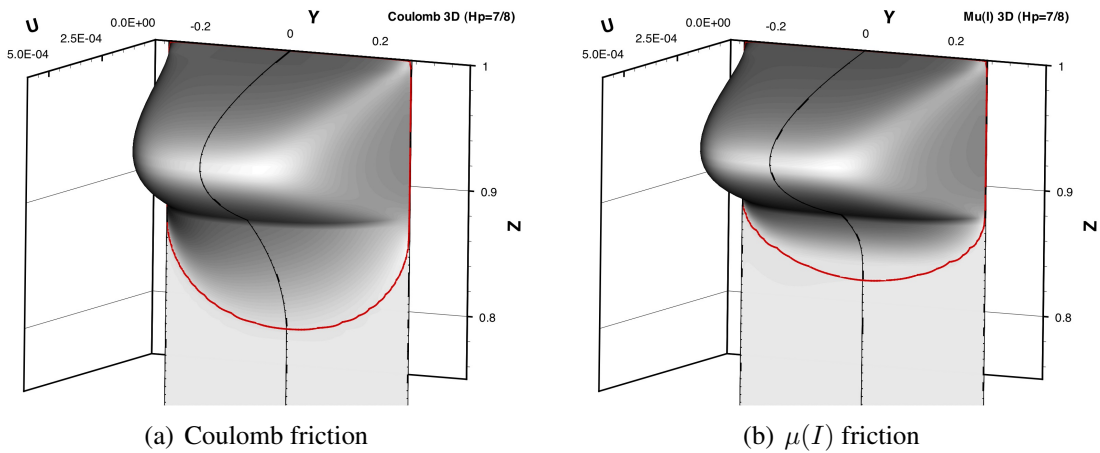 U
0.0E+00
2.5E-04
5.0E-04
-0.2
Y
0
0.2
Coulomb 3D (Hp=7/8)
1
0.9
Z
0.8
(a) Coulomb friction
U
0.0E+00
2.5E-04
5.0E-04
-0.2
Y
0
0.2
Mu(I) 3D (Hp=7/8)
1
0.9
Z
0.8
(b) μ(I) friction